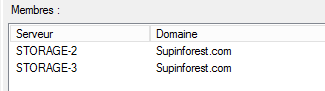 Membres :
Serveur Domaine
STORAGE-2 Supinforest.com
STORAGE-3 Supinforest.com